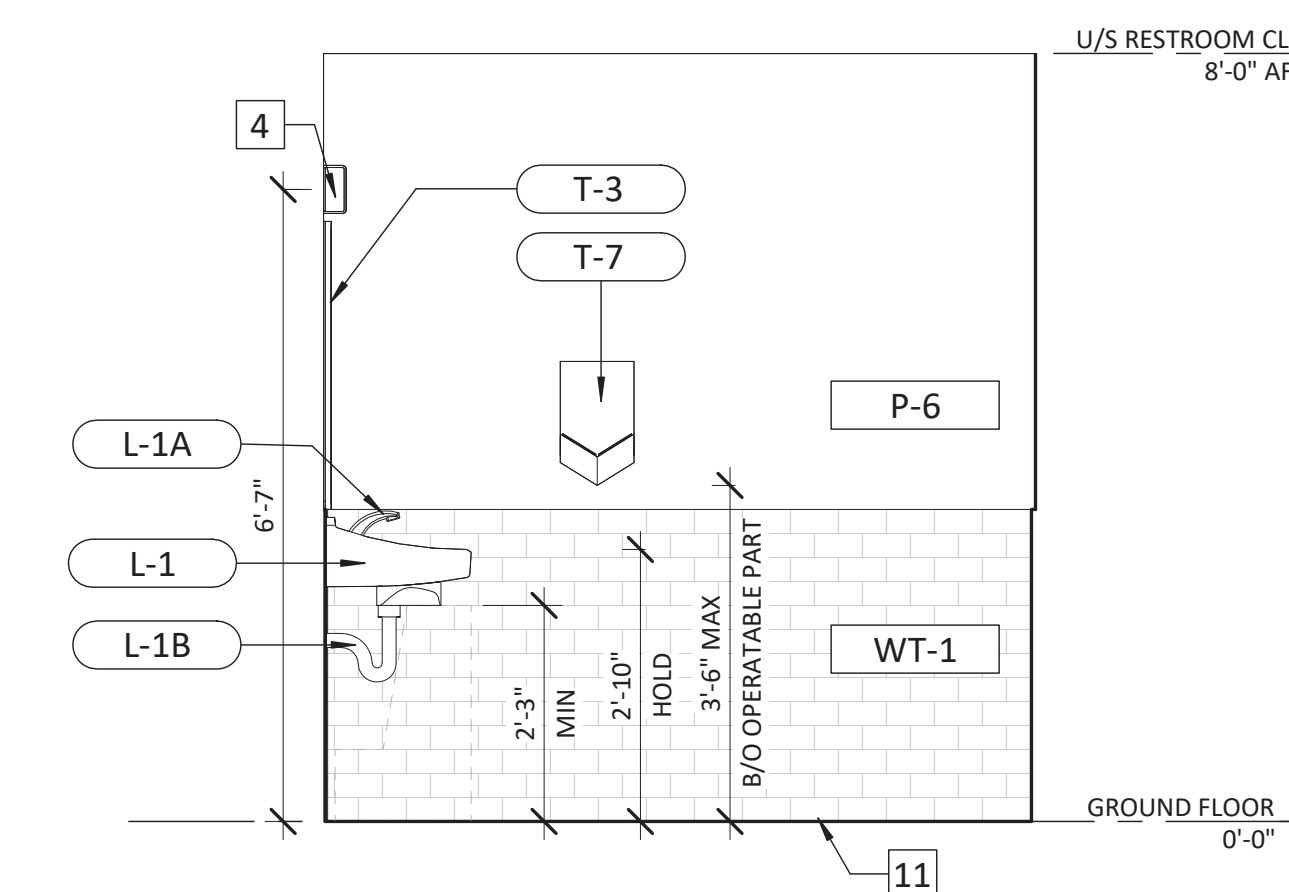 U/S RESTROOM CL
8'-0" AF
4
T-3
T-7
P-6
L-1A
6'-7"
L-1
L-1B
WT-1
2'-3"
MIN
2'-10"
HOLD
3'-6" MAX
B/O OPERATABLE PART
GROUND FLOOR
0'-0"
11